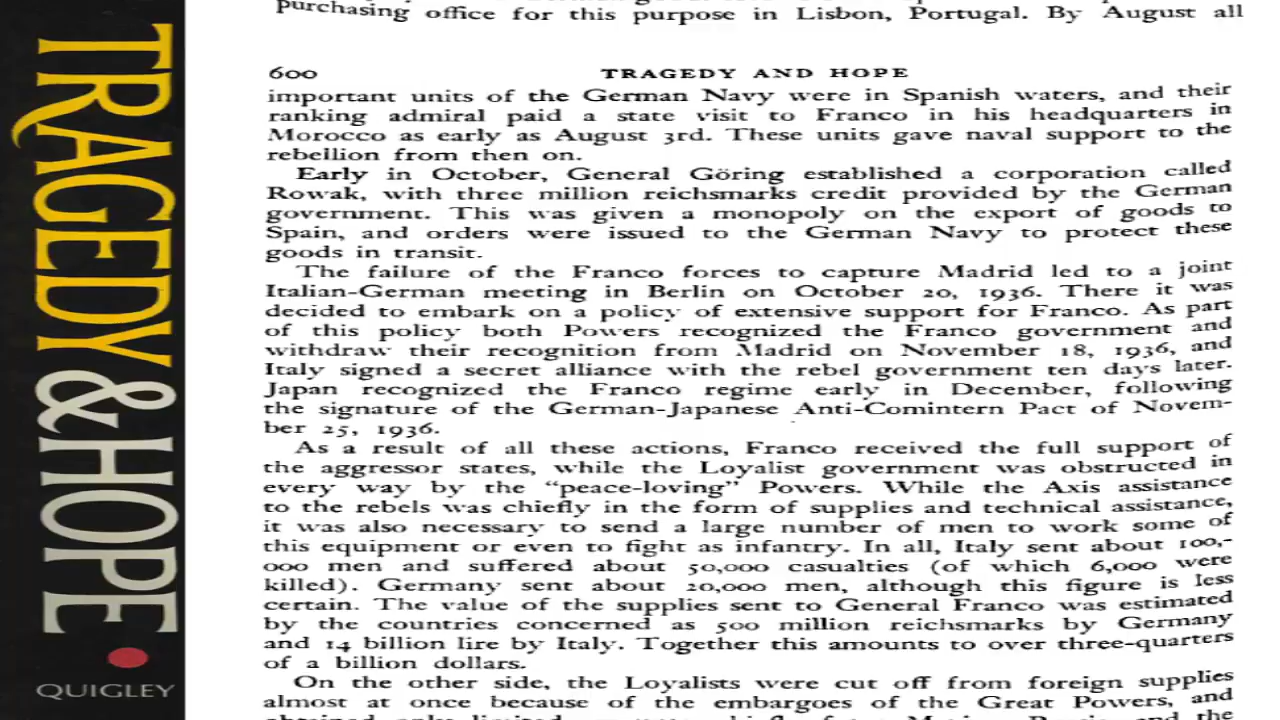 TRAGEDY & HOPE
QUIGLEY
purchasing office for this purpose in Lisbon, Portugal. By August all
600 TRAGEDY AND HOPE
important units of the German Navy were in Spanish waters, and their
ranking admiral paid a state visit to Franco in his headquarters in
Morocco as early as August 3rd. These units gave naval support to the
rebellion from then on.
Early in October, General Göring established a corporation called
Rowak, with three million reichsmarks credit provided by the German
government. This was given a monopoly on the export of goods to
Spain, and orders were issued to the German Navy to protect these
goods in transit.
The failure of the Franco forces to capture Madrid led to a joint
Italian-German meeting in Berlin on October 20, 1936. There it was
decided to embark on a policy of extensive support for Franco. As part
of this policy both Powers recognized the Franco government and
withdraw their recognition from Madrid on November 18, 1936, and
Italy signed a secret alliance with the rebel government ten days later.
Japan recognized the Franco regime early in December, following
the signature of the German-Japanese Anti-Comintern Pact of Novem-
ber 25, 1936.
As a result of all these actions, Franco received the full support of
the aggressor states, while the Loyalist government was obstructed in
every way by the "peace-loving" Powers. While the Axis assistance
to the rebels was chiefly in the form of supplies and technical assistance,
it was also necessary to send a large number of men to work some of
this equipment or even to fight as infantry. In all, Italy sent about 100,-
000 men and suffered about 50,000 casualties (of which 6,000 were
killed). Germany sent about 20,000 men, although this figure is less
certain. The value of the supplies sent to General Franco was estimated
by the countries concerned as 500 million reichsmarks by Germany
and 14 billion lire by Italy. Together this amounts to over three-quarters
of a billion dollars.
On the other side, the Loyalists were cut off from foreign supplies
almost at once because of the embargoes of the Great Powers, and